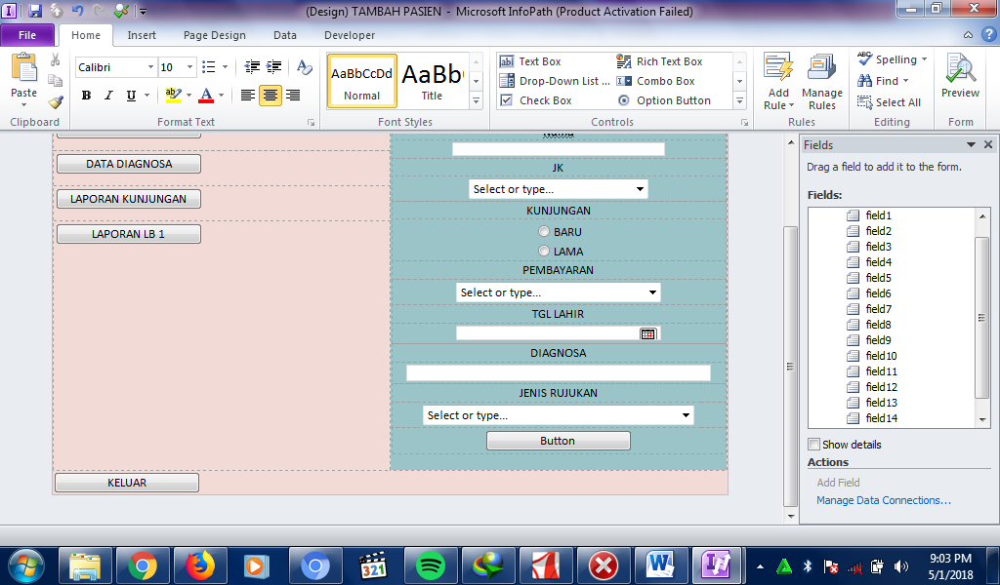 (Design) TAMBAH PASIEN - Microsoft InfoPath (Product Activation Failed)
File Home Insert Page Design Data Developer
Paste
Clipboard
Calibri 10
B I U
Format Text
AaBbCcDd
Normal
AaBb
Title
Font Styles
Text Box
Drop-Down List ...
Check Box
Rich Text Box
Combo Box
Option Button
Controls
Add Rule
Manage Rules
Rules
Spelling
Find
Select All
Editing
Preview
Form
DATA DIAGNOSA
LAPORAN KUNJUNGAN
LAPORAN LB 1
KELUAR
Nama
JK
Select or type...
KUNJUNGAN
BARU
LAMA
PEMBAYARAN
Select or type...
TGL LAHIR
DIAGNOSA
JENIS RUJUKAN
Select or type...
Button
Fields
Drag a field to add it to the form.
Fields:
field1
field2
field3
field4
field5
field6
field7
field8
field9
field10
field11
field12
field13
field14
Show details
Actions
Add Field
Manage Data Connections...
321
9:03 PM
5/1/2018